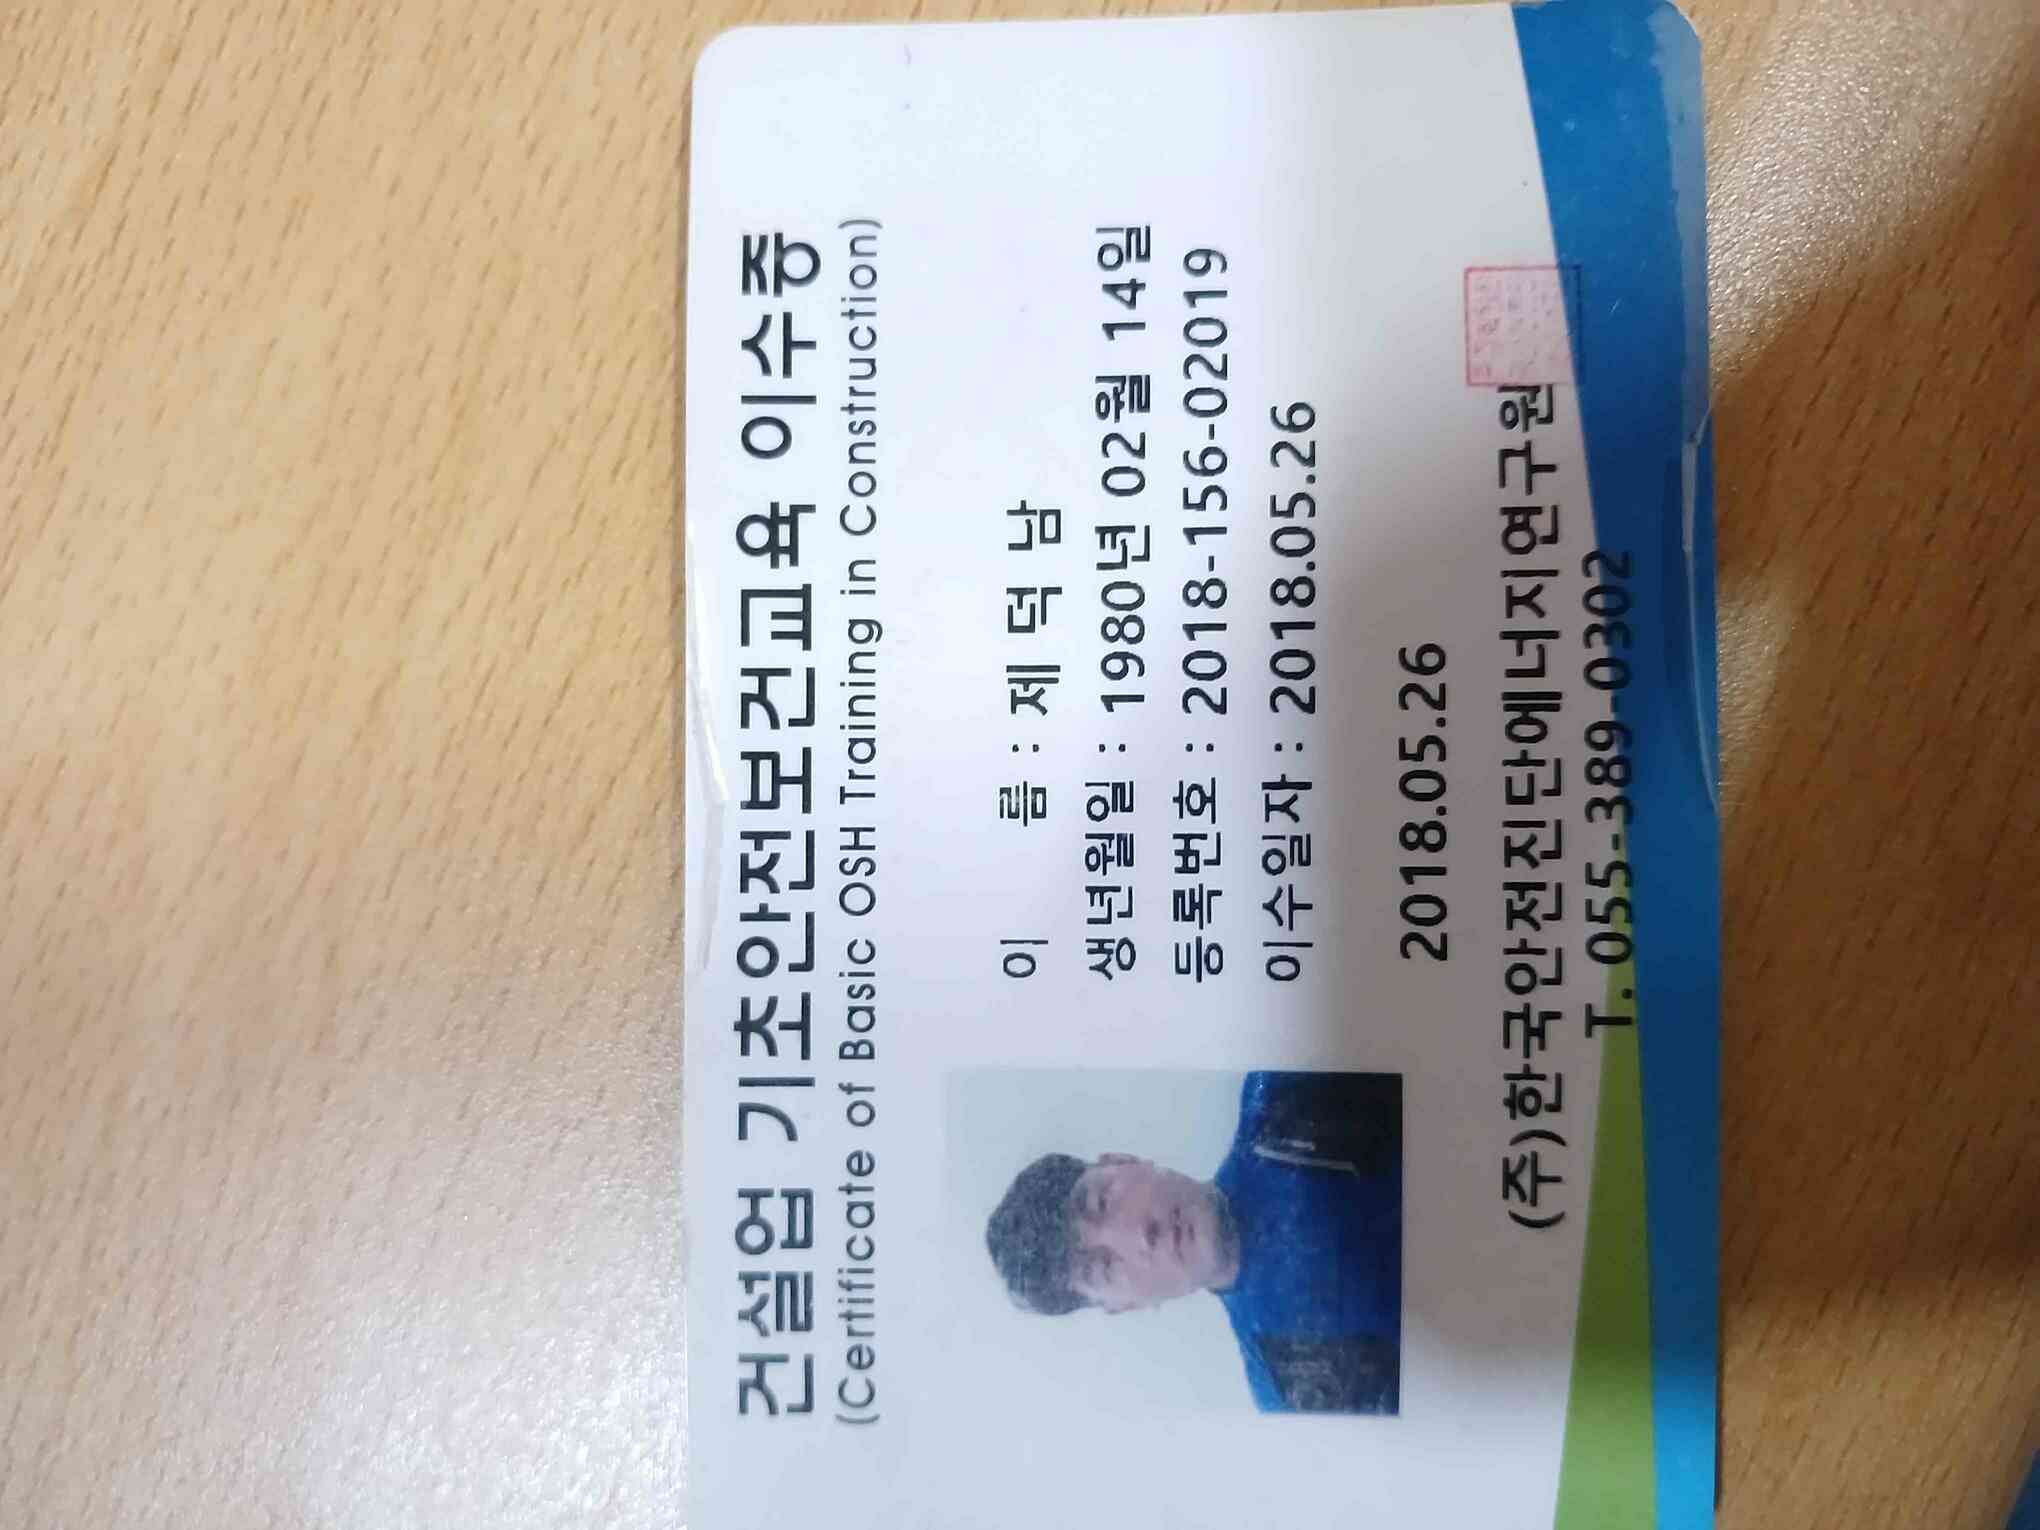 건설업 기초안전보건교육 이수증
(Certificate of Basic OSH Training in Construction)
이 름 : 제 덕 남
생년월일 : 1980년 02월 14일
등록번호 : 2018-156-02019
이수일자 : 2018.05.26
2018.05.26
(주)한국안전진단에너지연구원
T. 055-389-0302